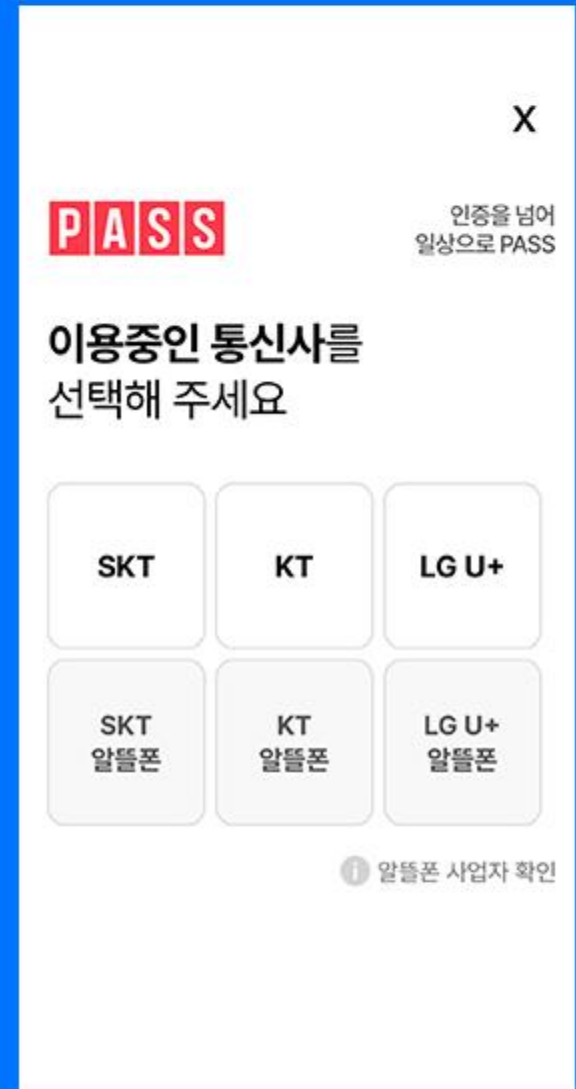 X
PASS
인증을 넘어
일상으로 PASS
이용중인 통신사를
선택해 주세요
SKT
KT
LG U+
SKT
알뜰폰
KT
알뜰폰
LG U+
알뜰폰
i 알뜰폰 사업자 확인